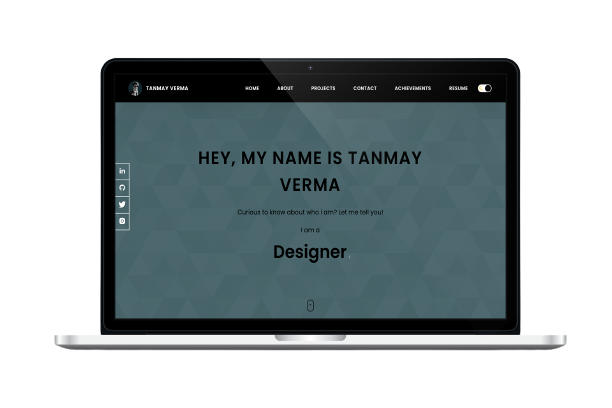 TANMAY VERMA HOME ABOUT PROJECTS CONTACT ACHIEVEMENTS RESUME
HEY, MY NAME IS TANMAY
VERMA
Curious to know about who i am? Let me tell you!
I am a
Designer
in